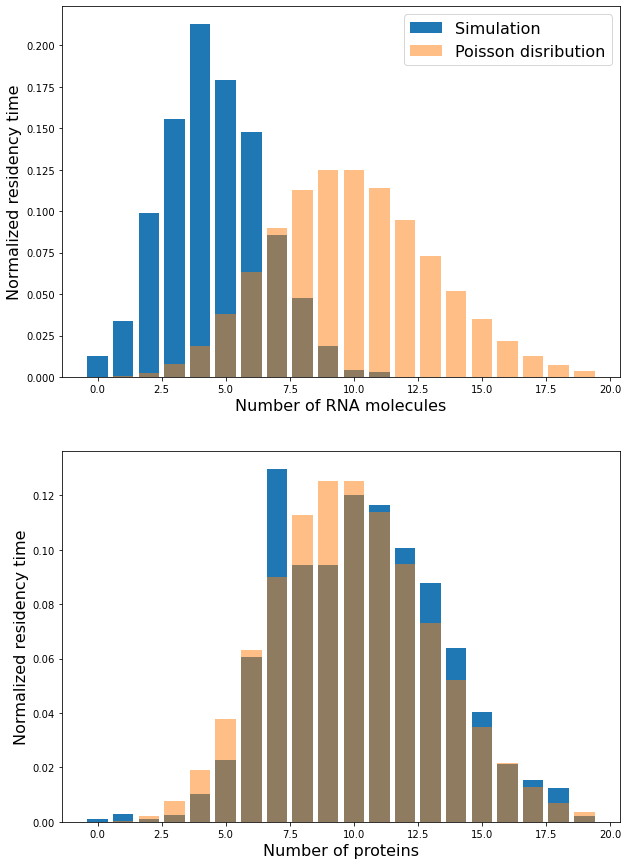 Normalized residency time
0.200
0.175
0.150
0.125
0.100
0.075
0.050
0.025
0.000
Simulation
Poisson disribution
0.0 2.5 5.0 7.5 10.0 12.5 15.0 17.5 20.0
Number of RNA molecules
Normalized residency time
0.12
0.10
0.08
0.06
0.04
0.02
0.00
0.0 2.5 5.0 7.5 10.0 12.5 15.0 17.5 20.0
Number of proteins